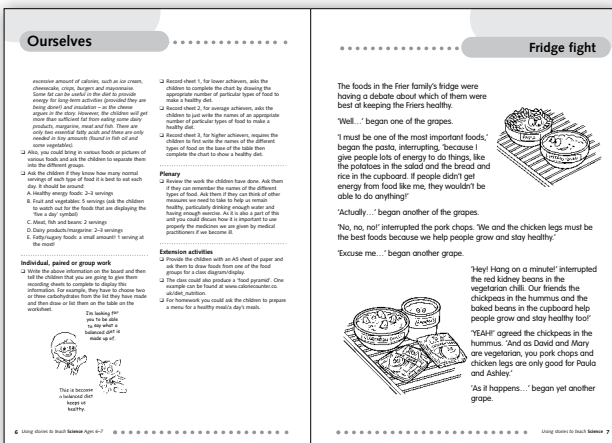 Ourselves
excessive amount of calories, such as ice cream,
cheesecake, crisps, burgers and mayonnaise.
Some fat can be useful in the diet to provide
energy for long-term activities (provided they are
being done!) and insulation – as the cheese
argues in the story. However, the children will get
more than sufficient fat from eating some dairy
products, margarine, meat and fish. There are
only two essential fatty acids and these are only
needed in tiny amounts (found in fish oil and
some vegetables).
❑ Also, you could bring in various foods or pictures of
various foods and ask the children to separate them
into the different groups.
❑ Ask the children if they know how many normal
servings of each type of food it is best to eat each
day. It should be around:
A. Healthy energy foods: 2–3 servings
B. Fruit and vegetables: 5 servings (ask the children
to watch out for the foods that are displaying the
'five a day' symbol)
C. Meat, fish and beans: 2 servings
D. Dairy products/margarine: 2–3 servings
E. Fatty/sugary foods: a small amount! 1 serving at
the most!
Individual, paired or group work
❑ Write the above information on the board and then
tell the children that you are going to give them
recording sheets to complete to display this
information. For example, they have to choose two
or three carbohydrates from the list they have made
and then draw or list them on the table on the
worksheet.
I'm looking for
you to be able
to say what a
balanced diet is
made up of.
This is because
a balanced diet
keeps us
healthy.
❑ Record sheet 1, for lower achievers, asks the
children to complete the chart by drawing the
appropriate number of particular types of food to
make a healthy diet.
❑ Record sheet 2, for average achievers, asks the
children to just write the names of an appropriate
number of particular types of food to make a
healthy diet.
❑ Record sheet 3, for higher achievers, requires the
children to first write the names of the different
types of food on the base of the table then
complete the chart to show a healthy diet.
Plenary
❑ Review the work the children have done. Ask them
if they can remember the names of the different
types of food. Ask them if they can think of other
measures we need to take to help us remain
healthy, particularly drinking enough water and
having enough exercise. As it is also a part of this
unit you could discuss how it is important to use
properly the medicines we are given by medical
practitioners if we become ill.
Extension activities
❑ Provide the children with an A5 sheet of paper and
ask them to draw foods from one of the food
groups for a class diagram/display.
❑ The class could also produce a 'food pyramid'. One
example can be found at www.caloriecounter.co.
uk/diet_nutrition.
❑ For homework you could ask the children to prepare
a menu for a healthy meal/a day's meals.
6 Using stories to teach Science Ages 6–7
Fridge fight
The foods in the Frier family's fridge were
having a debate about which of them were
best at keeping the Friers healthy.
'Well…' began one of the grapes.
'I must be one of the most important foods,'
began the pasta, interrupting, 'because I
give people lots of energy to do things, like
the potatoes in the salad and the bread and
rice in the cupboard. If people didn't get
energy from food like me, they wouldn't be
able to do anything!'
'Actually…' began another of the grapes.
'No, no, no!' interrupted the pork chops. 'We and the chicken legs must be
the best foods because we help people grow and stay healthy.'
'Excuse me…' began another grape.
'Hey! Hang on a minute!' interrupted
the red kidney beans in the
vegetarian chilli. 'Our friends the
chickpeas in the hummus and the
baked beans in the cupboard help
people grow and stay healthy too!'
'YEAH!' agreed the chickpeas in the
hummus. 'And as David and Mary
are vegetarian, you pork chops and
chicken legs are only good for Paula
and Ashley.'
'As it happens…' began yet another
grape.
Using stories to teach Science Ages 6–7 7